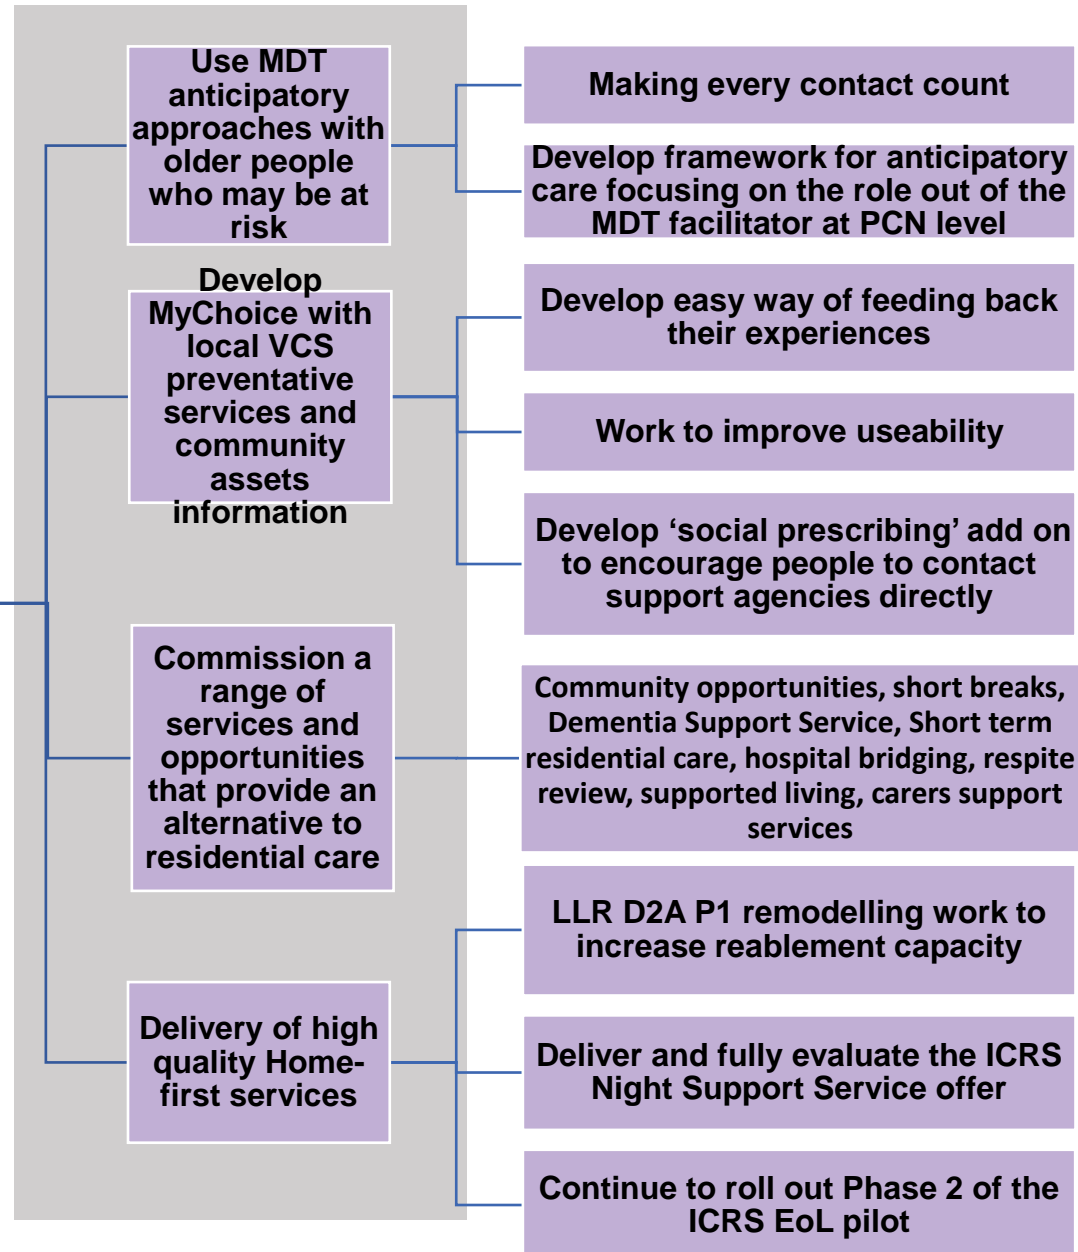 Use MDT
anticipatory
approaches with
older people
who may be at
risk
Making every contact count
Develop framework for anticipatory
care focusing on the role out of the
MDT facilitator at PCN level
Develop
MyChoice with
local VCS
preventative
services and
community
assets
information
Develop easy way of feeding back
their experiences
Work to improve useability
Develop ‘social prescribing’ add on
to encourage people to contact
support agencies directly
Commission a
range of
services and
opportunities
that provide an
alternative to
residential care
Community opportunities, short breaks,
Dementia Support Service, Short term
residential care, hospital bridging, respite
review, supported living, carers support
services
Delivery of high
quality Home-
first services
LLR D2A P1 remodelling work to
increase reablement capacity
Deliver and fully evaluate the ICRS
Night Support Service offer
Continue to roll out Phase 2 of the
ICRS EoL pilot